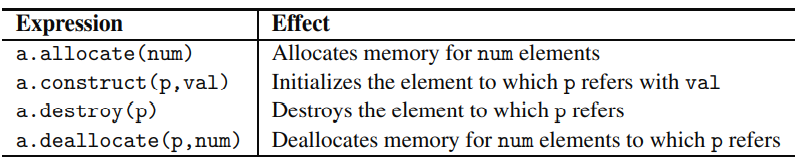 Expression Effect
a.allocate(num) Allocates memory for num elements
a.construct(p,val) Initializes the element to which p refers with val
a.destroy(p) Destroys the element to which p refers
a.deallocate(p,num) Deallocates memory for num elements to which p refers